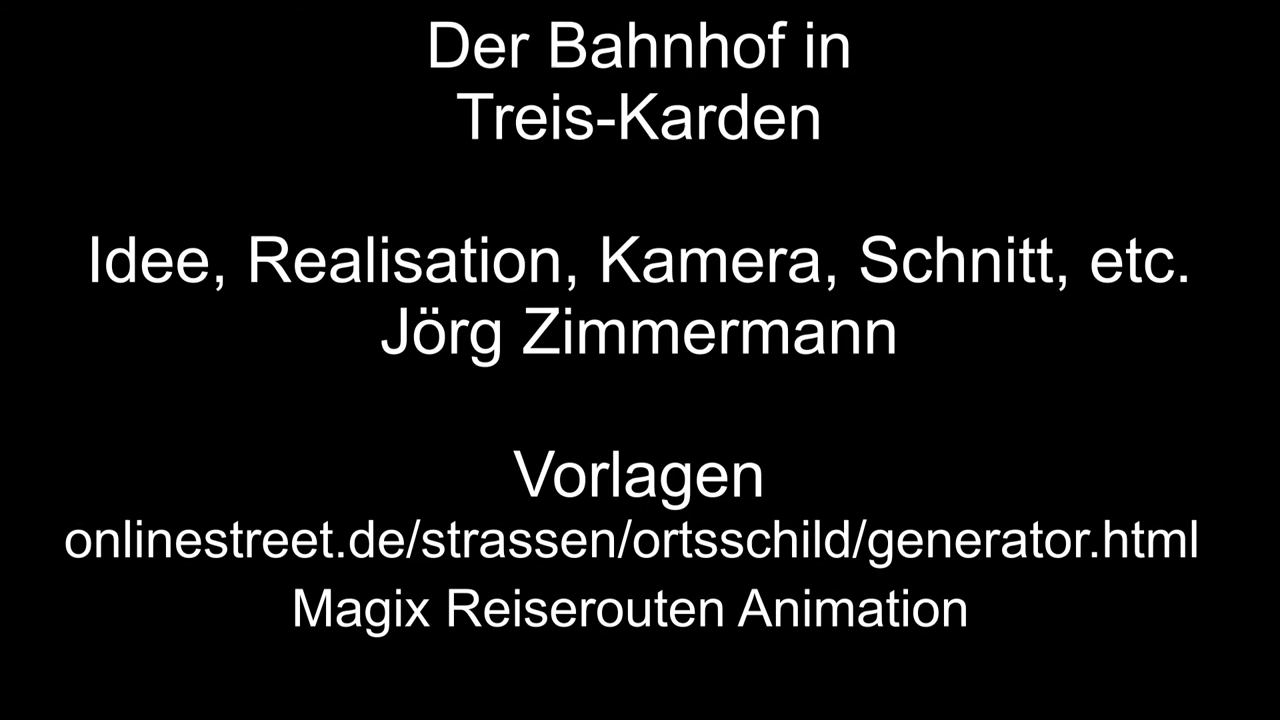 Der Bahnhof in
Treis-Karden
Idee, Realisation, Kamera, Schnitt, etc.
Jörg Zimmermann
Vorlagen
onlinestreet.de/strassen/ortsschild/generator.html
Magix Reiserouten Animation